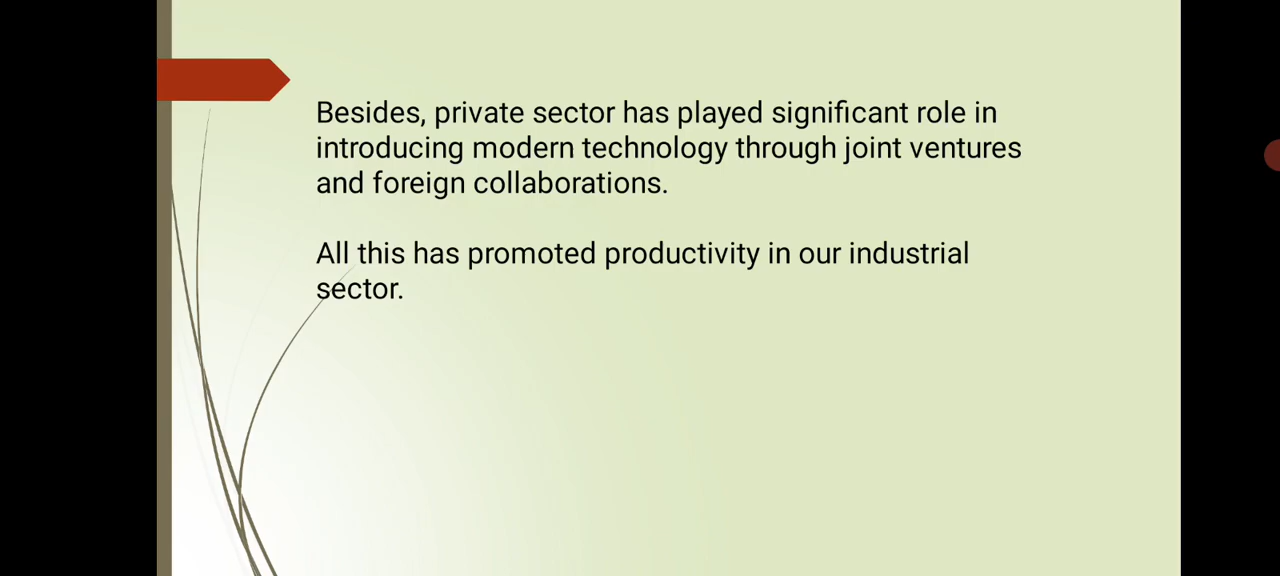 Besides, private sector has played significant role in
introducing modern technology through joint ventures
and foreign collaborations.
All this has promoted productivity in our industrial
sector.